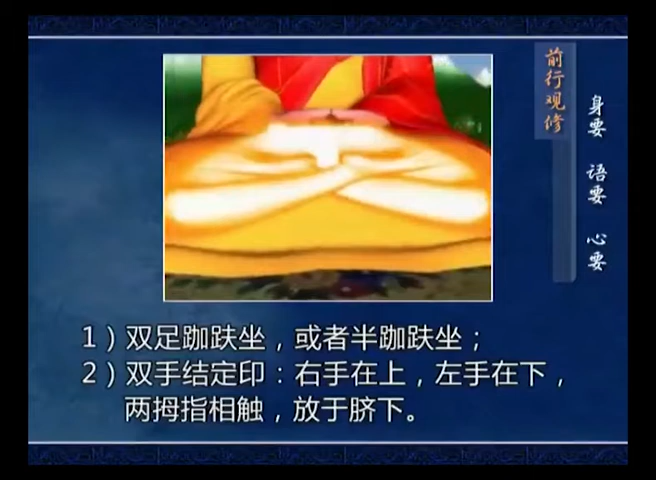 前行观修
身要 语要 心要
1）双足跏趺坐，或者半跏趺坐；
2）双手结定印：右手在上，左手在下，
两拇指相触，放于脐下。